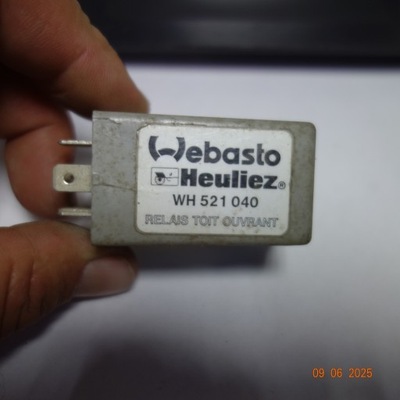 Webasto
Heuliez®
WH 521 040
RELAIS TOIT OUVRANT
09 06 2025